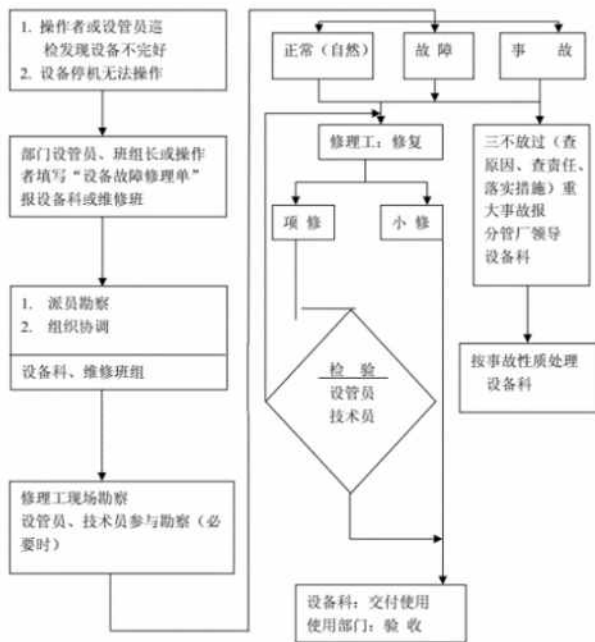 1. 操作者或设管员巡
检发现设备不完好
2. 设备停机无法操作
部门设管员、班组长或操作
者填写“设备故障修理单”
报设备科或维修班
1. 派员勘察
2. 组织协调
设备科、维修班组
修理工现场勘察
设管员、技术员参与勘察（必
要时）
正常（自然）
故 障
事 故
修理工：修复
项 修
小 修
检 验
设管员
技术员
三不放过（查
原因、查责任、
落实措施）重
大事故报
分管厂领导
设备科
按事故性质处理
设备科
设备科：交付使用
使用部门：验 收